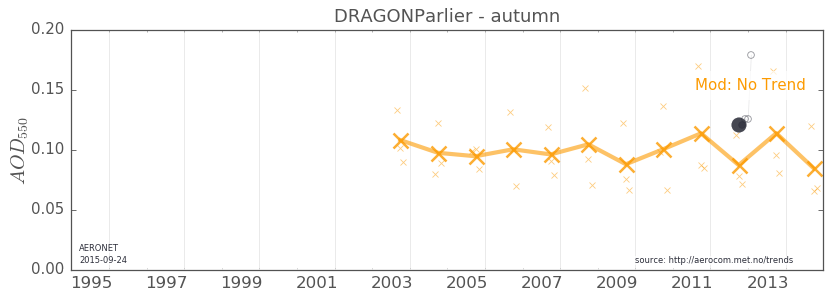 DRAGONParlier - autumn
0.20
0.15
0.10
0.05
0.00
AOD550
Mod: No Trend
AERONET
2015-09-24
source: http://aerocom.met.no/trends
1995 1997 1999 2001 2003 2005 2007 2009 2011 2013